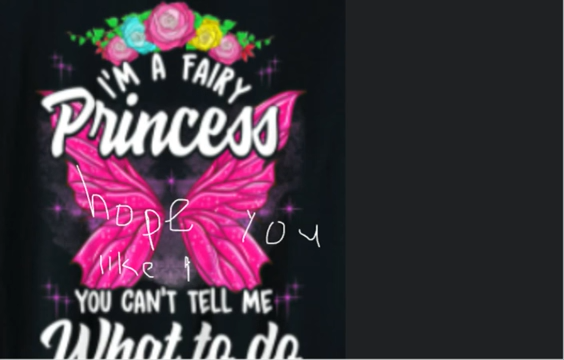 I'M A FAIRY
Princess
hope you
like
YOU CAN'T TELL ME
What to do